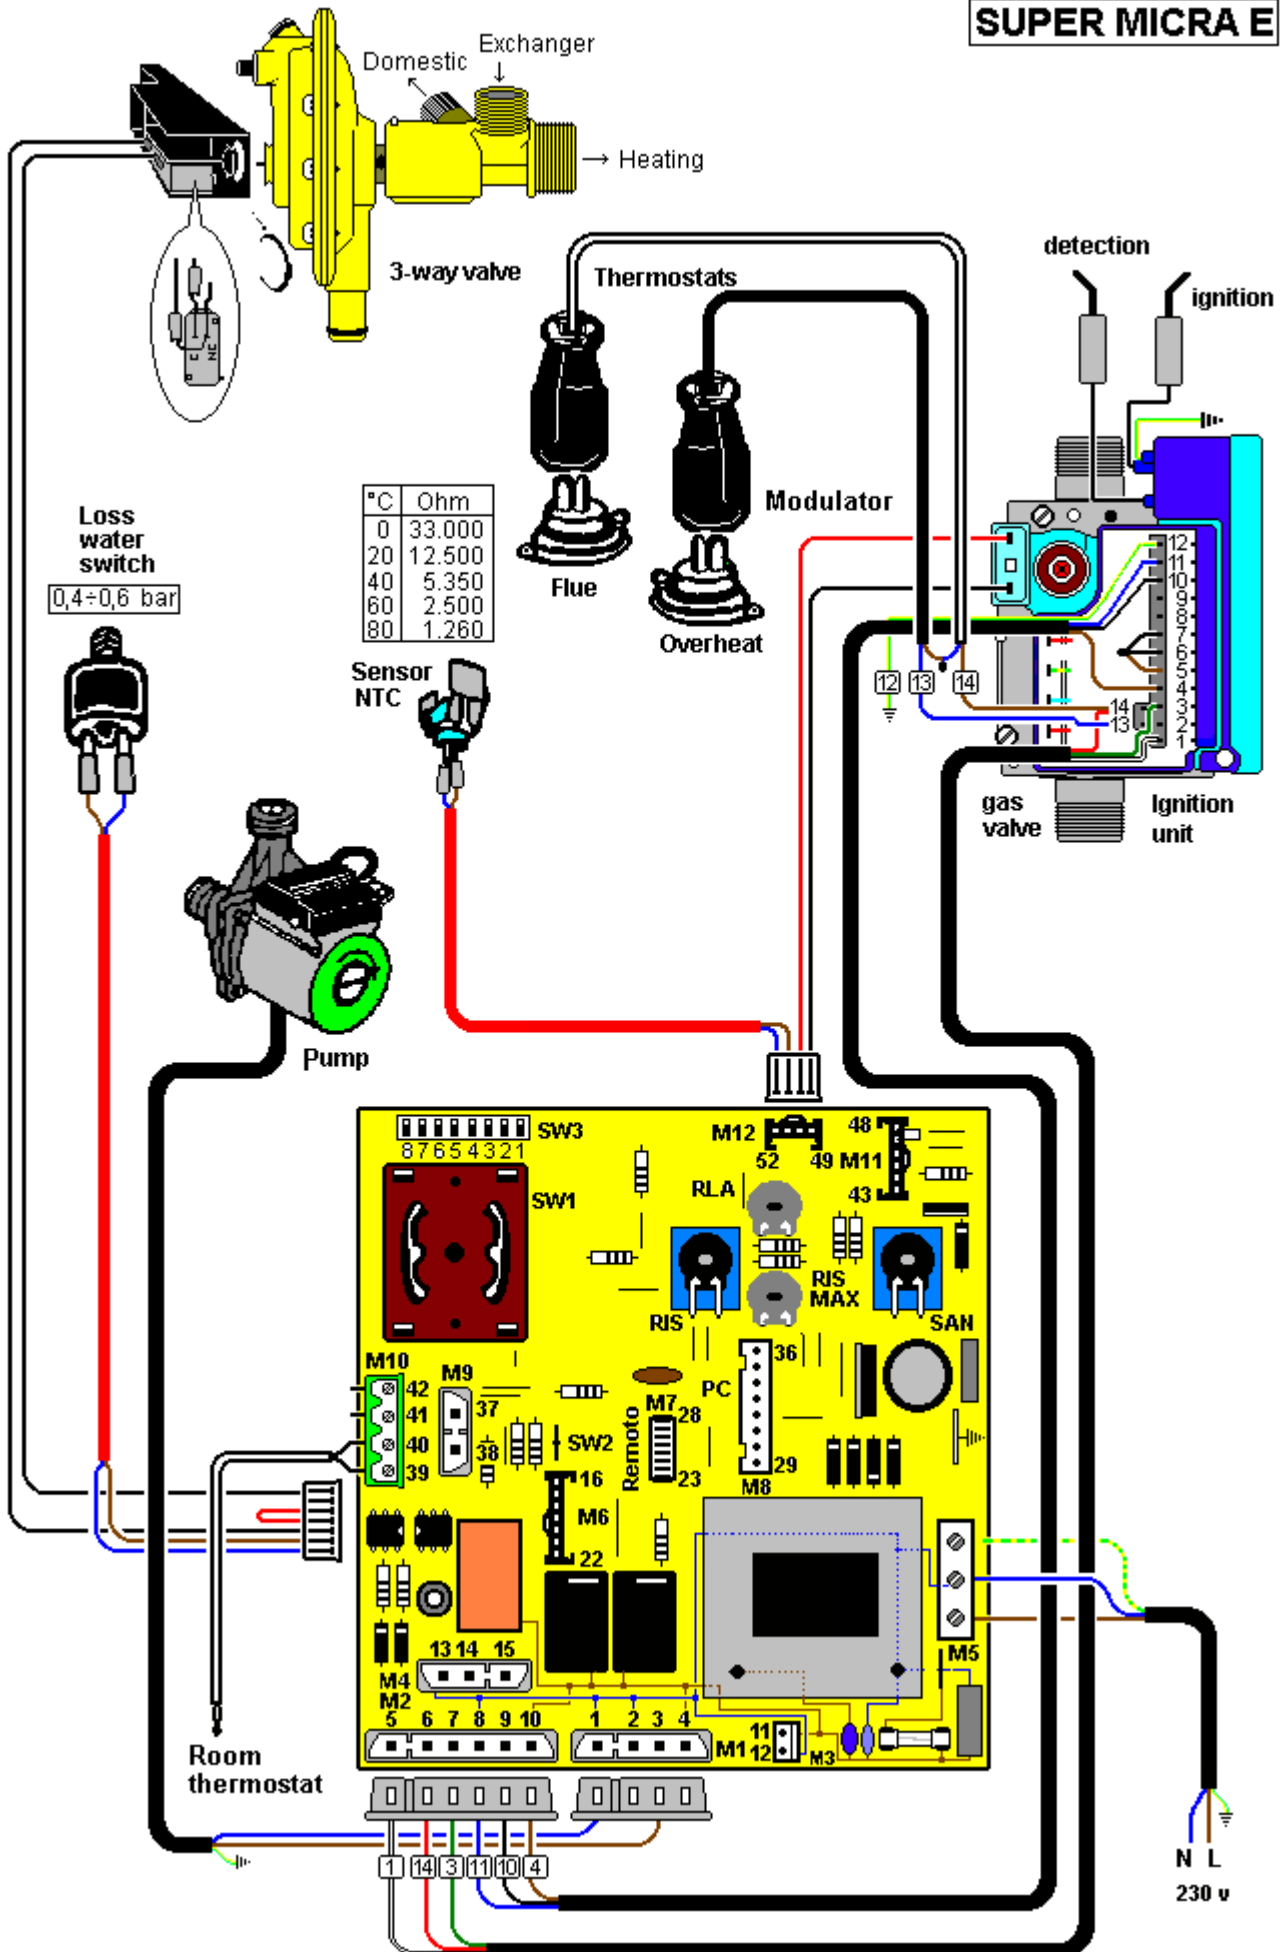 SUPER MICRA E
Exchanger
Domestic
→ Heating
3-way valve
C
NC
Thermostats
detection
ignition
Modulator
°C Ohm
0 33.000
20 12.500
40 5.350
60 2.500
80 1.260
Loss
water
switch
0,4÷0,6 bar
Flue
Overheat
Sensor
NTC
12
11
10
9
8
7
6
5
4
3
2
1
12 13 14
14
13
gas
valve
Ignition
unit
Pump
SW3
8 7 6 5 4 3 2 1
SW1
M12
52 49
48
M11
43
RLA
RIS
RIS
MAX
SAN
M10
42
41
40
39
M9
37
38
SW2
Remoto
M7
28
23
PC
36
29
M8
16
M6
22
M5
13 14 15
M4
M2
5 6 7 8 9 10
1 2 3 4
M1
11
12
M3
Room
thermostat
1 14 3 11 10 4
N L
230 v